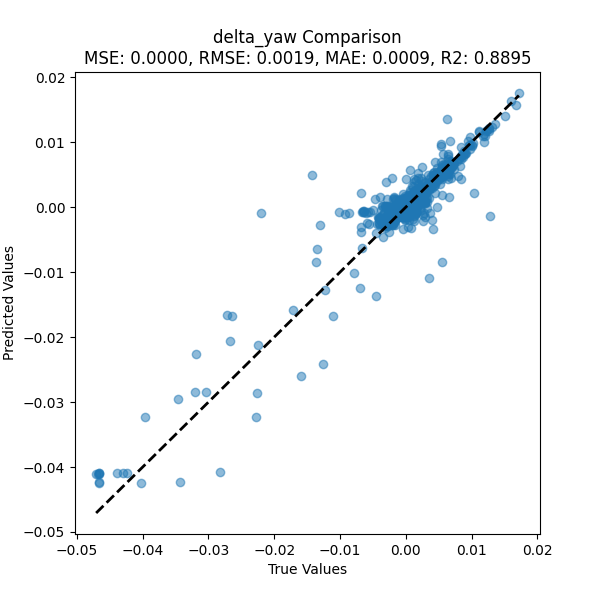 delta_yaw Comparison
MSE: 0.0000, RMSE: 0.0019, MAE: 0.0009, R2: 0.8895
0.02
0.01
0.00
−0.01
−0.02
−0.03
−0.04
−0.05
Predicted Values
−0.05 −0.04 −0.03 −0.02 −0.01 0.00 0.01 0.02
True Values